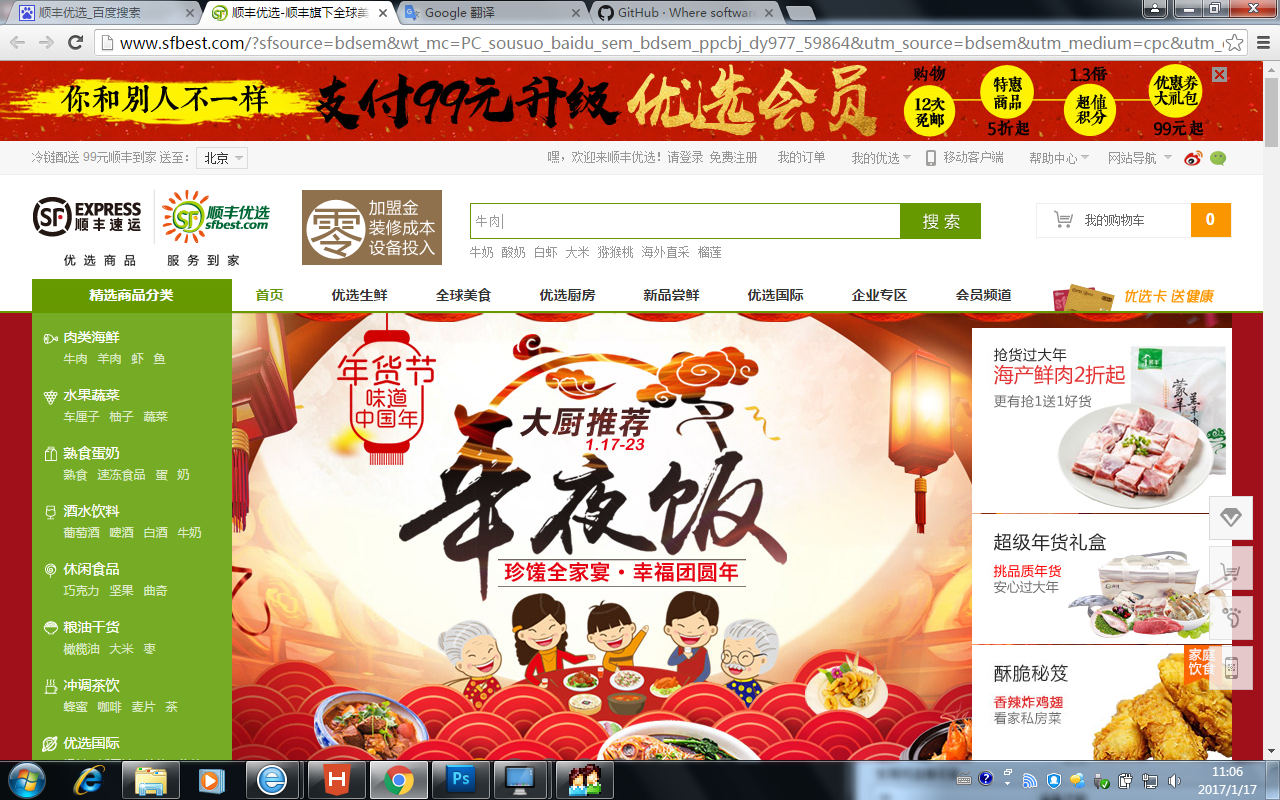 顺丰优选_百度搜索
顺丰优选-顺丰旗下全球美
Google 翻译
GitHub · Where software
www.sfbest.com/?sfsource=bdsem&wt_mc=PC_sousuo_baidu_sem_bdsem_ppcbj_dy977_59864&utm_source=bdsem&utm_medium=cpc&utm_c
你和别人不一样
支付99元升级优选会员
购物
12次
免邮
特惠
商品
5折起
1.3倍
超值
积分
优惠券
大礼包
99元起
冷链配送 99元顺丰到家 送至：
北京
嘿，欢迎来顺丰优选！请登录 免费注册
我的订单
我的优选
移动客户端
帮助中心
网站导航
SF EXPRESS
顺丰速运
SF 顺丰优选
sfbest.com
优选商品
服务到家
零
加盟金
装修成本
设备投入
牛肉
搜 索
我的购物车
0
牛奶 酸奶 白虾 大米 猕猴桃 海外直采 榴莲
精选商品分类
首页
优选生鲜
全球美食
优选厨房
新品尝鲜
优选国际
企业专区
会员频道
优选卡 送健康
肉类海鲜
牛肉 羊肉 虾 鱼
水果蔬菜
车厘子 柚子 蔬菜
熟食蛋奶
熟食 速冻食品 蛋 奶
酒水饮料
葡萄酒 啤酒 白酒 牛奶
休闲食品
巧克力 坚果 曲奇
粮油干货
橄榄油 大米 枣
冲调茶饮
蜂蜜 咖啡 麦片 茶
优选国际
年货节
味道
中国年
大厨推荐
1.17-23
年夜饭
珍馐全家宴·幸福团圆年
抢货过大年
海产鲜肉2折起
更有抢1送1好货
超级年货礼盒
挑品质年货
安心过大年
家庭
饮食
酥脆秘笈
香辣炸鸡翅
看家私房菜
Ps
11:06
2017/1/17